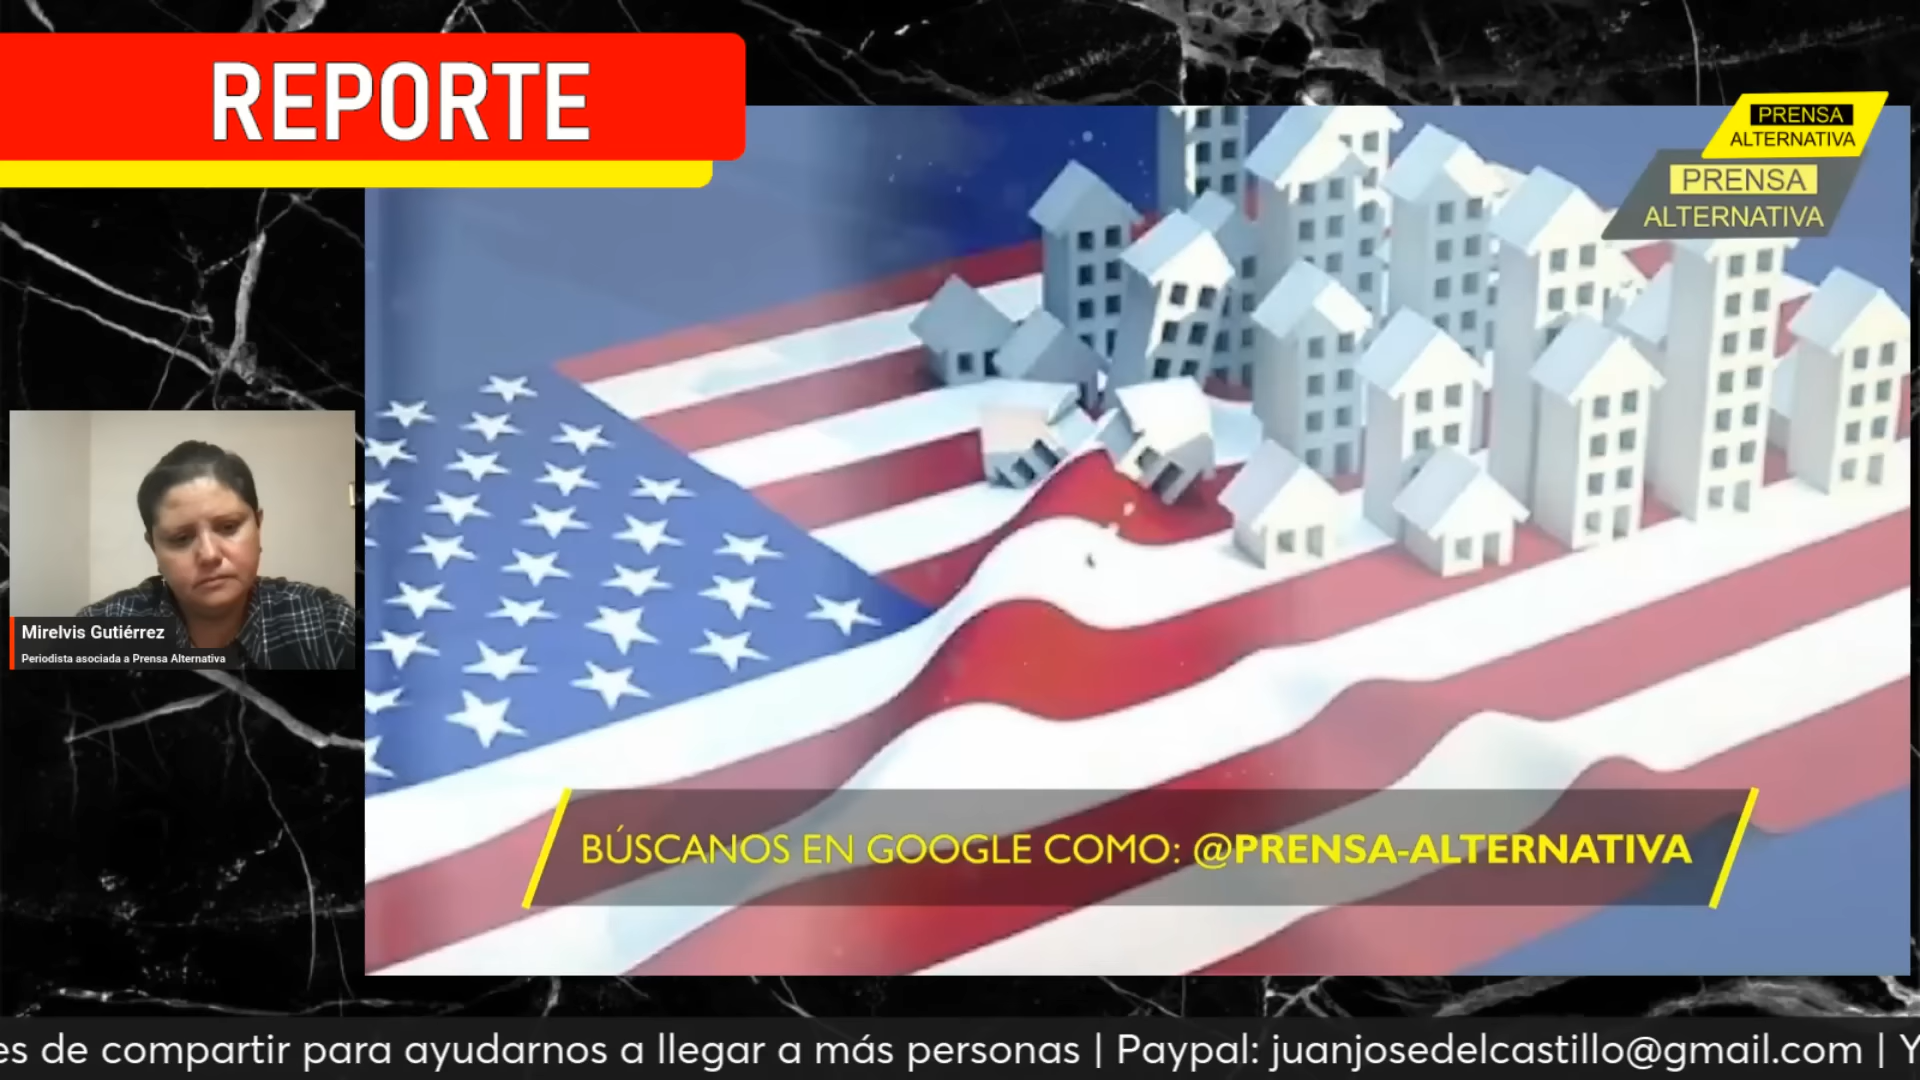 REPORTE
PRENSA
ALTERNATIVA
PRENSA
ALTERNATIVA
Mirelvis Gutiérrez
Periodista asociada a Prensa Alternativa
BÚSCANOS EN GOOGLE COMO: @PRENSA-ALTERNATIVA
es de compartir para ayudarnos a llegar a más personas | Paypal: juanjosedelcastillo@gmail.com | Y